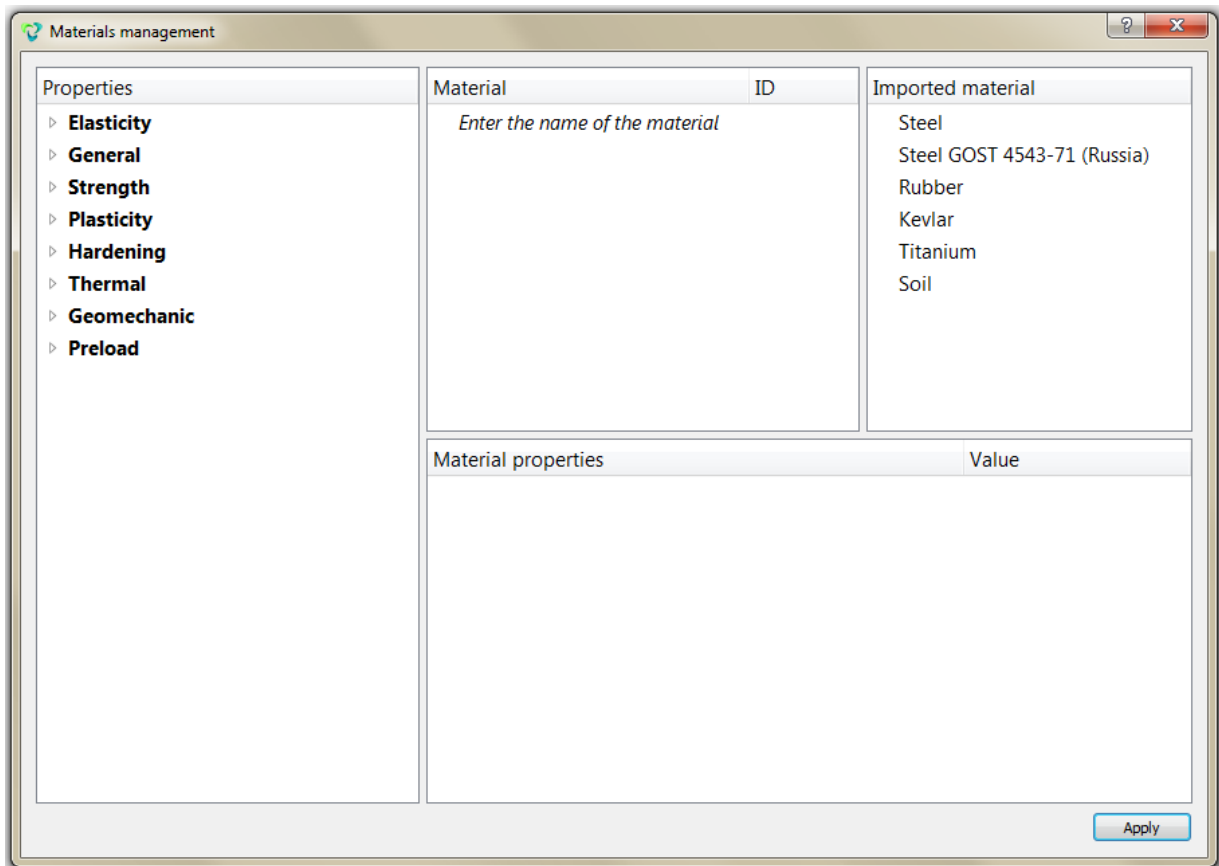 Materials management
?
X
Properties
Elasticity
General
Strength
Plasticity
Hardening
Thermal
Geomechanic
Preload
Material ID
Enter the name of the material
Imported material
Steel
Steel GOST 4543-71 (Russia)
Rubber
Kevlar
Titanium
Soil
Material properties Value
Apply